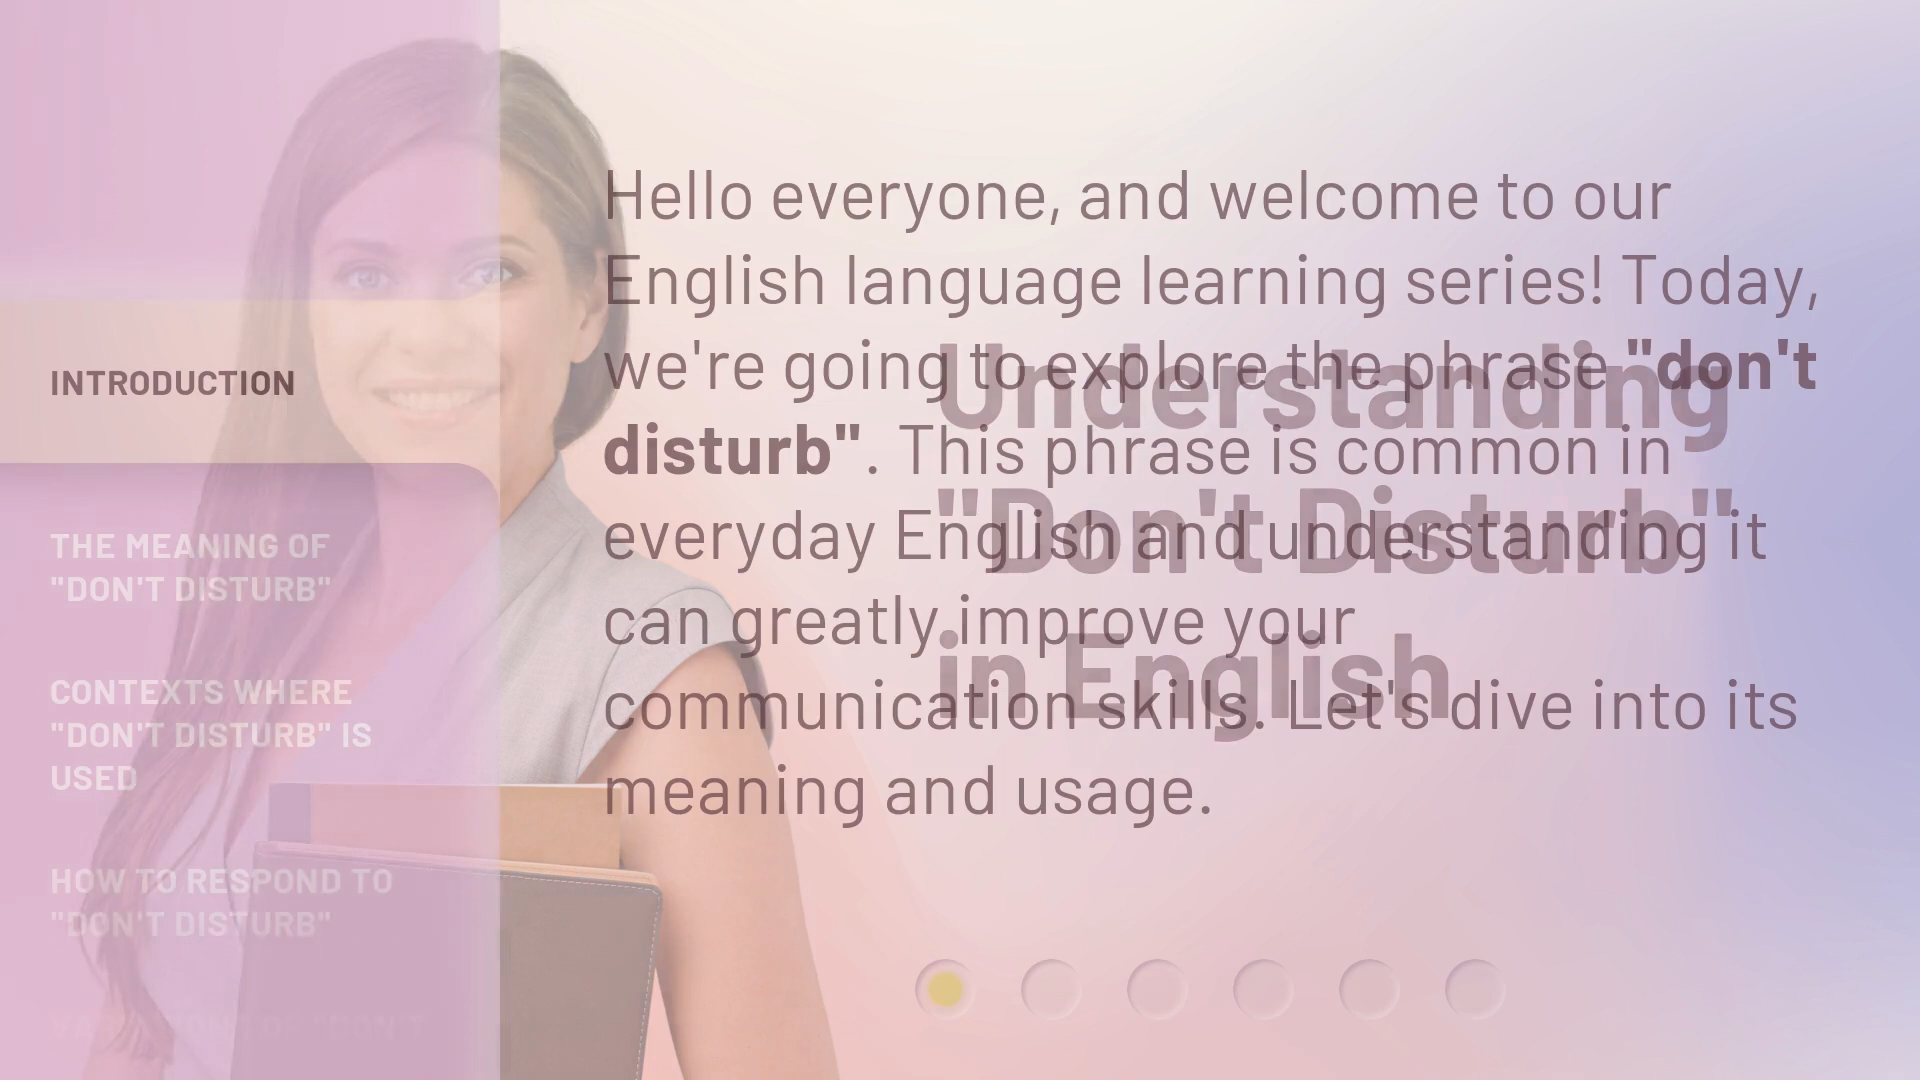 INTRODUCTION
THE MEANING OF
"DON'T DISTURB"
CONTEXTS WHERE
"DON'T DISTURB" IS
USED
HOW TO RESPOND TO
"DON'T DISTURB"
OF "DON'T
Hello everyone, and welcome to our
English language learning series! Today,
we're going to explore the phrase "don't
disturb". This phrase is common in
everyday English and understanding it
can greatly improve your
communication skills. Let's dive into its
meaning and usage.
Understanding
"Don't Disturb"
in English